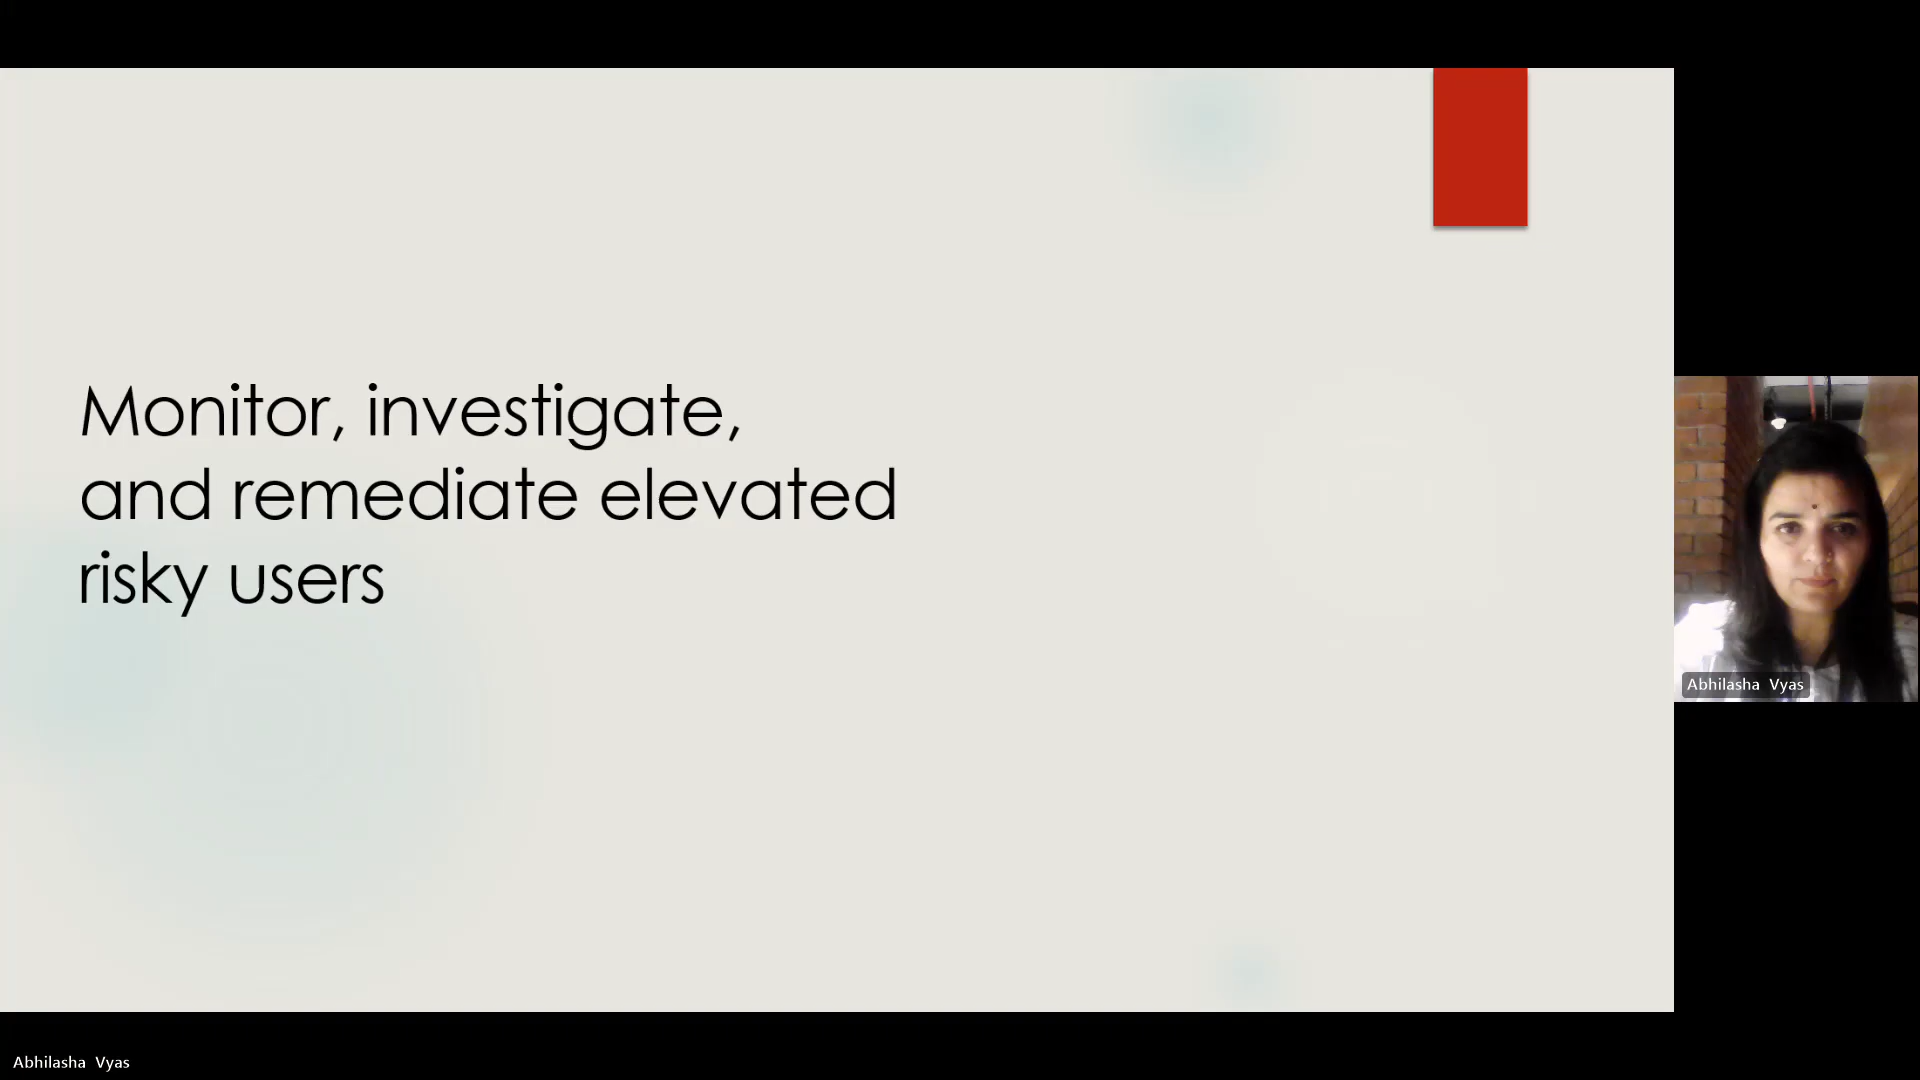 Monitor, investigate,
and remediate elevated
risky users
Abhilasha Vyas
Abhilasha Vyas